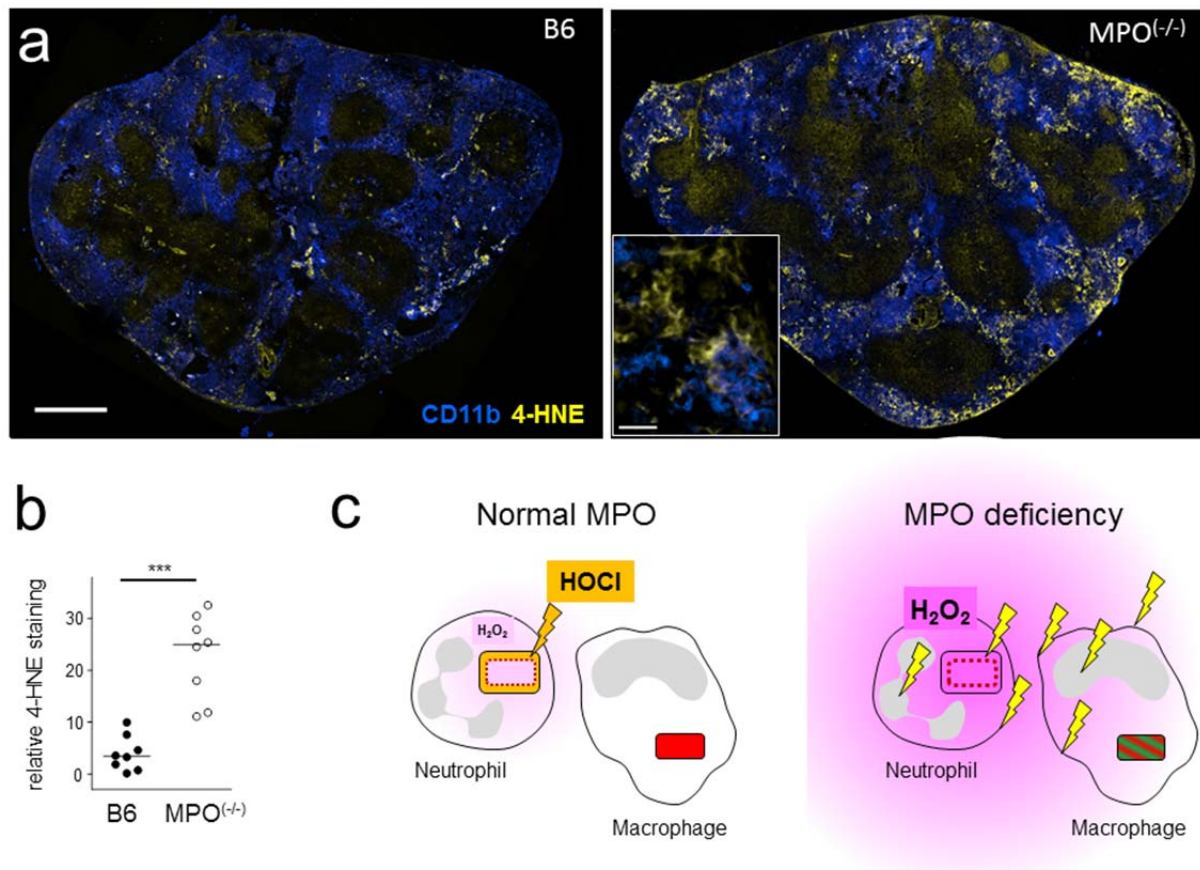 a
B6
MPO(-/-)
CD11b 4-HNE
b
relative 4-HNE staining
30
20
10
0
***
B6
MPO(-/-)
c
Normal MPO
HOCl
H₂O₂
Neutrophil
Macrophage
MPO deficiency
H₂O₂
Neutrophil
Macrophage